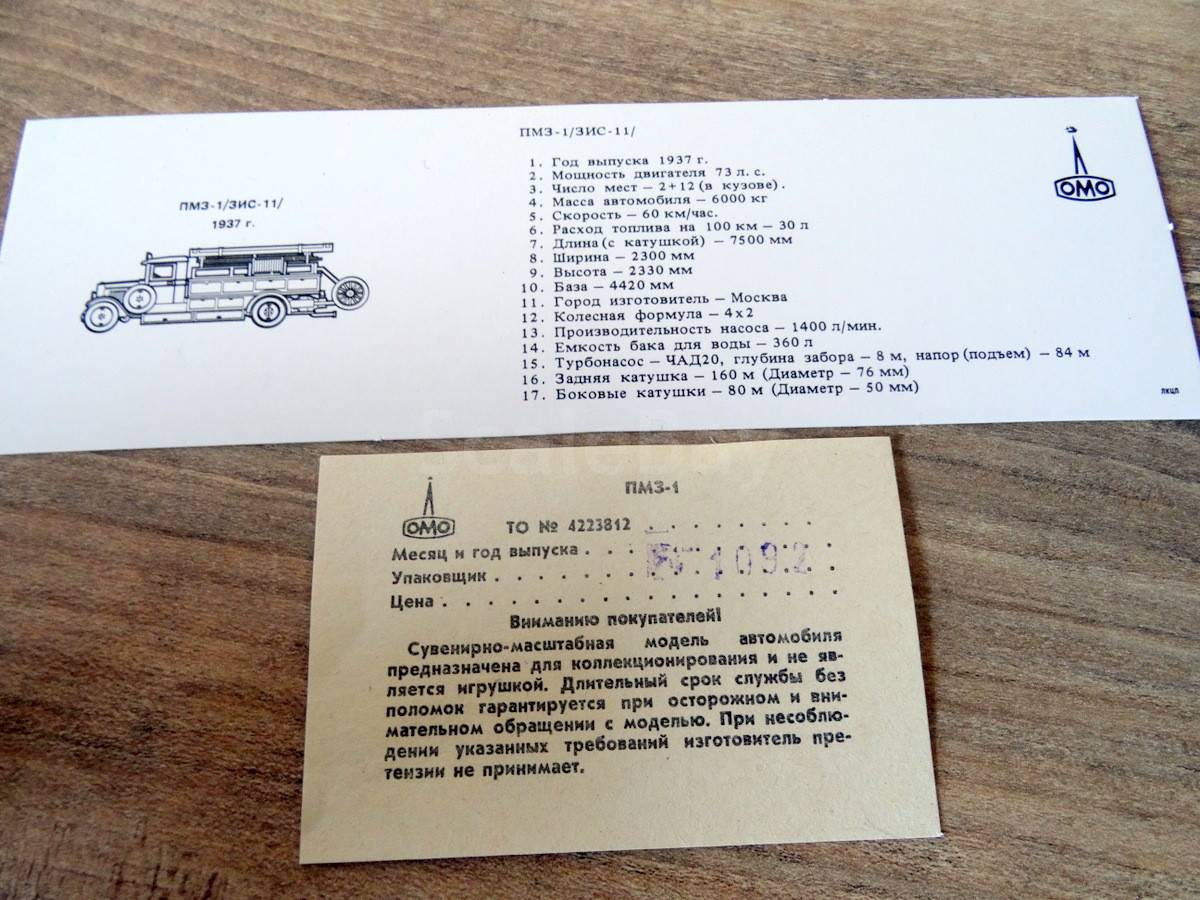 ПМЗ-1/ЗИС-11/
1937 г.
ПМЗ-1/ЗИС-11/
1. Год выпуска 1937 г.
2. Мощность двигателя 73 л. с.
3. Число мест — 2+12 (в кузове).
4. Масса автомобиля — 6000 кг
5. Скорость — 60 км/час.
6. Расход топлива на 100 км — 30 л
7. Длина (с катушкой) — 7500 мм
8. Ширина — 2300 мм
9. Высота — 2330 мм
10. База — 4420 мм
11. Город изготовитель — Москва
12. Колесная формула — 4x2
13. Производительность насоса — 1400 л/мин.
14. Емкость бака для воды — 360 л
15. Турбонасос — ЧАД20, глубина забора — 8 м, напор (подъем) — 84 м
16. Задняя катушка — 160 м (Диаметр — 76 мм)
17. Боковые катушки — 80 м (Диаметр — 50 мм)
ОМО
ЛКЦП
ScaleBuy
ОМО
ПМЗ-1
ТО № 4223812 . . . . . . . .
Месяц и год выпуска . . . 1092
Упаковщик . . . . . . . . . . . . . . . . . .
Цена . . . . . . . . . . . . . . . . . . . .
Вниманию покупателей!
Сувенирно-масштабная модель автомобиля
предназначена для коллекционирования и не яв-
ляется игрушкой. Длительный срок службы без
поломок гарантируется при осторожном и вни-
мательном обращении с моделью. При несоблю-
дении указанных требований изготовитель пре-
тензии не принимает.